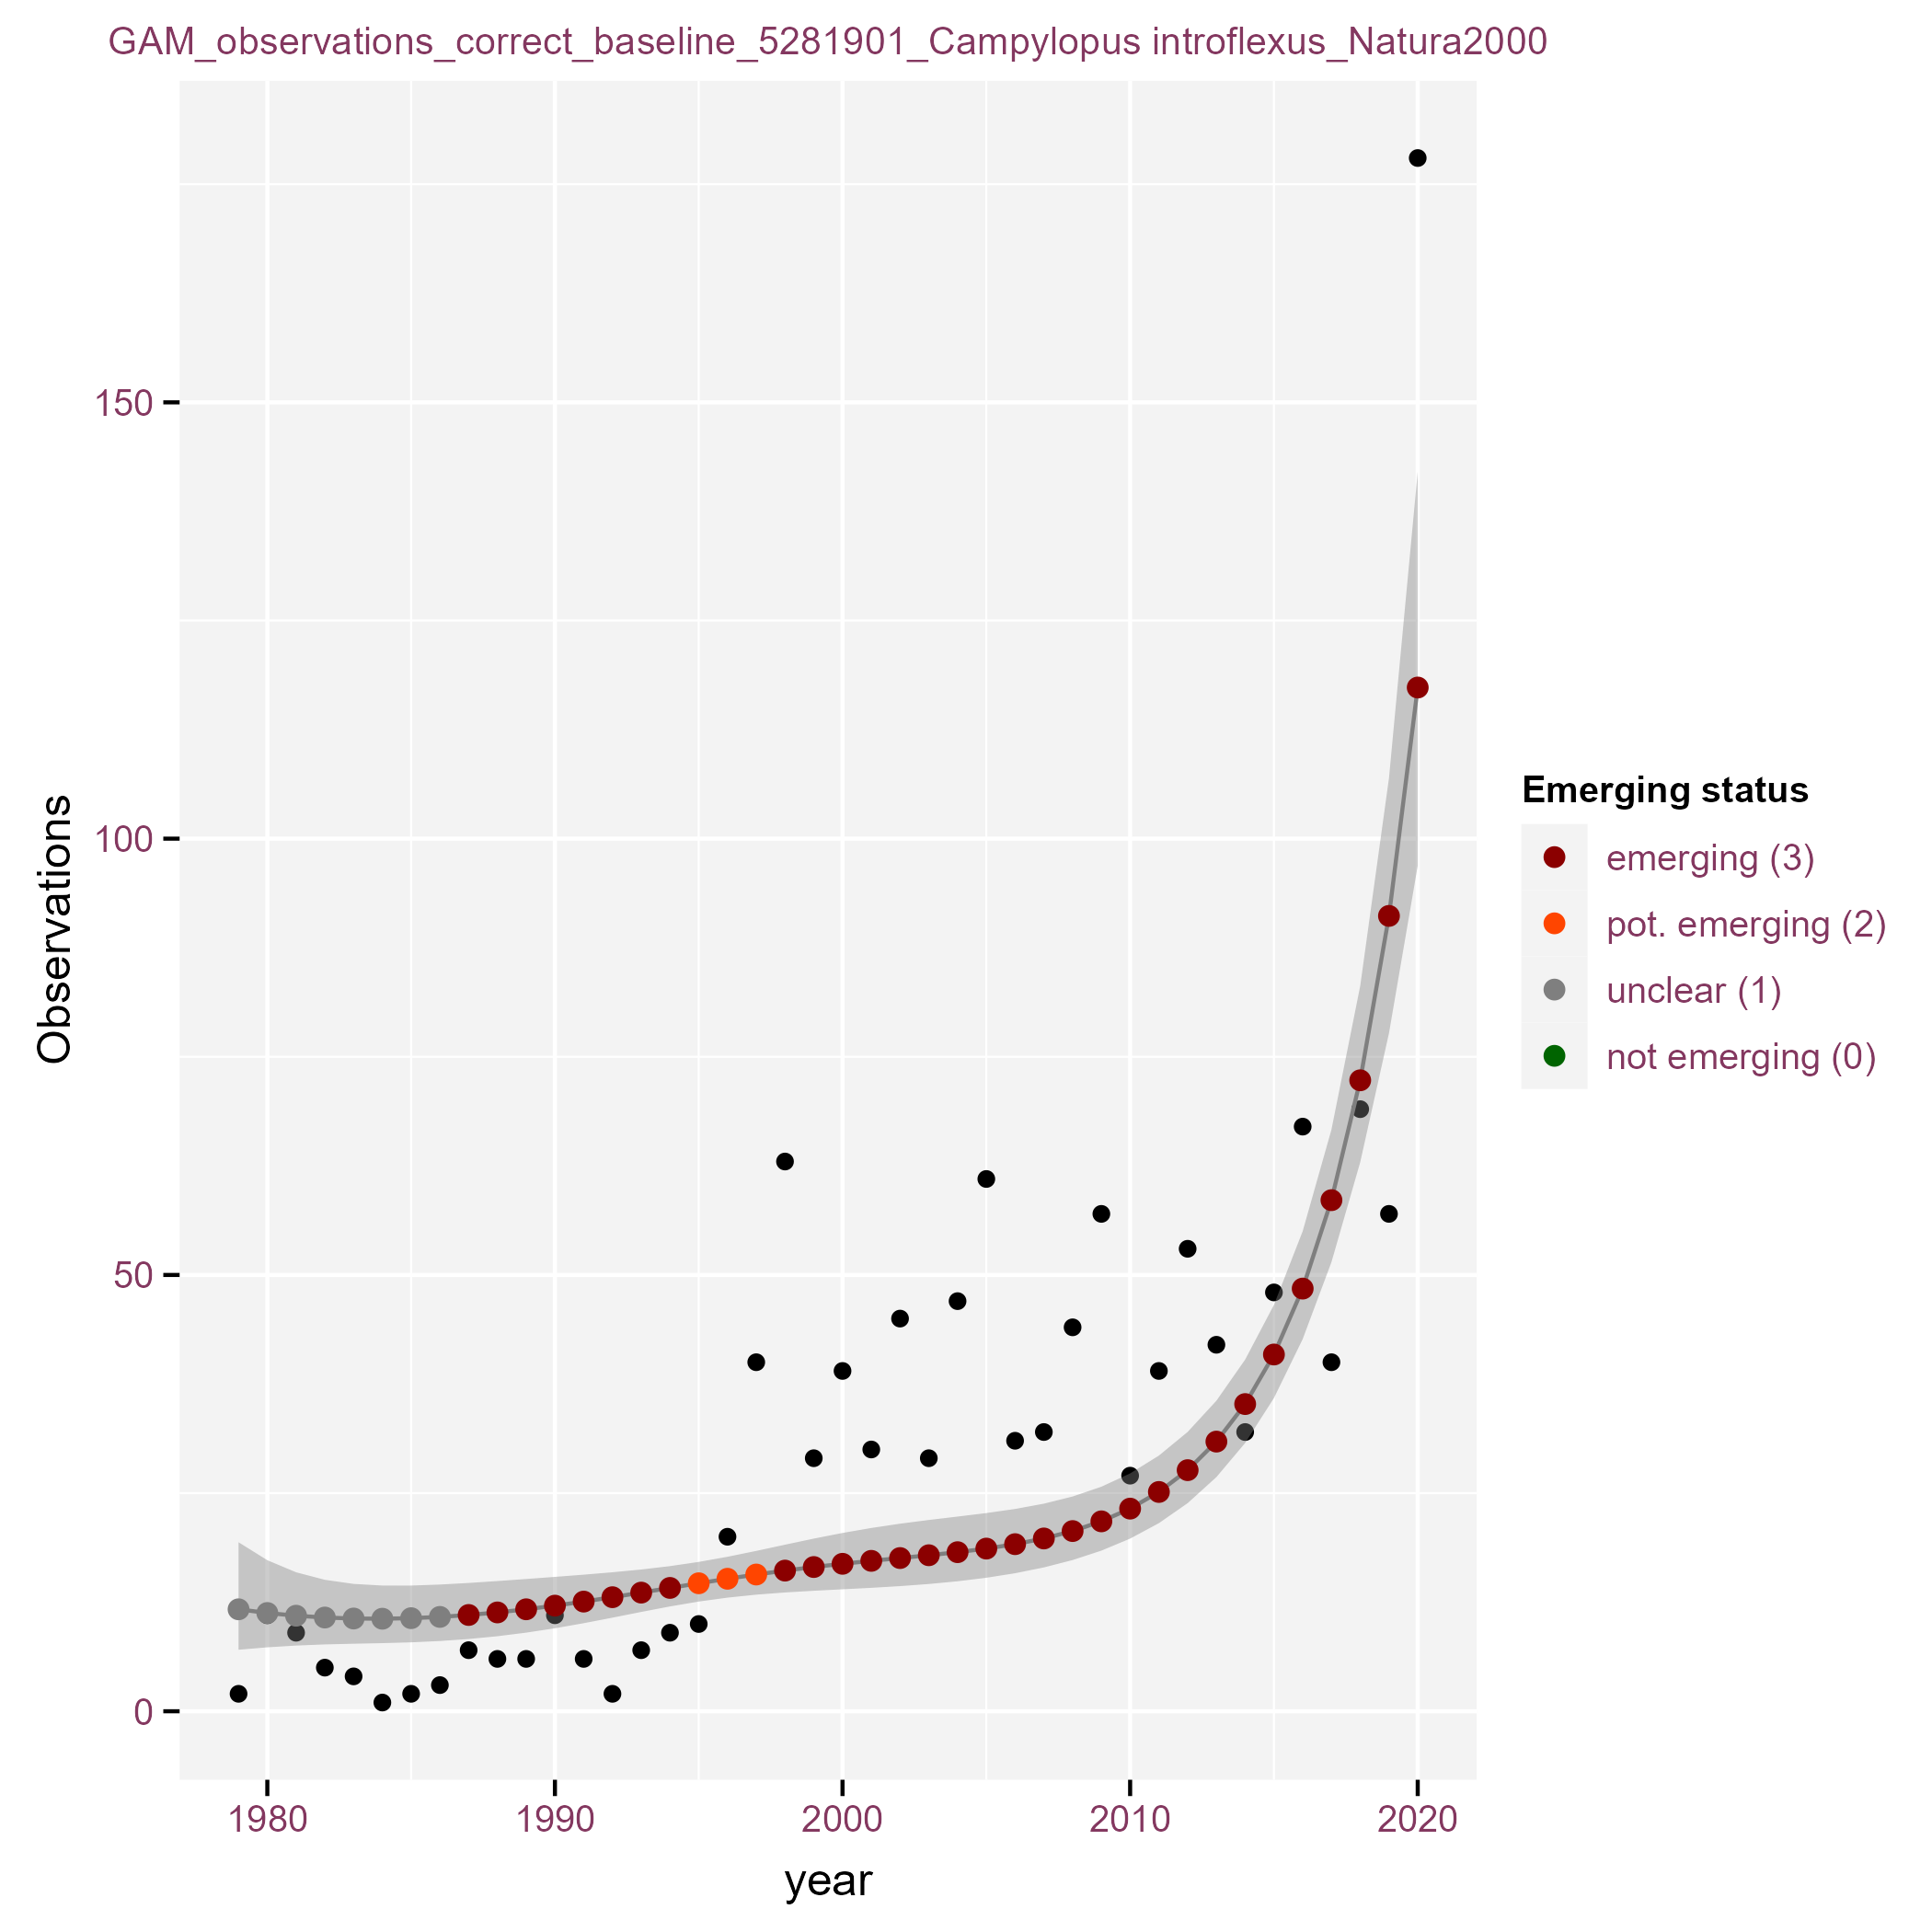 GAM_observations_correct_baseline_5281901_Campylopus introflexus_Natura2000
150
100
50
0
Observations
1980 1990 2000 2010 2020
year
Emerging status
emerging (3)
pot. emerging (2)
unclear (1)
not emerging (0)